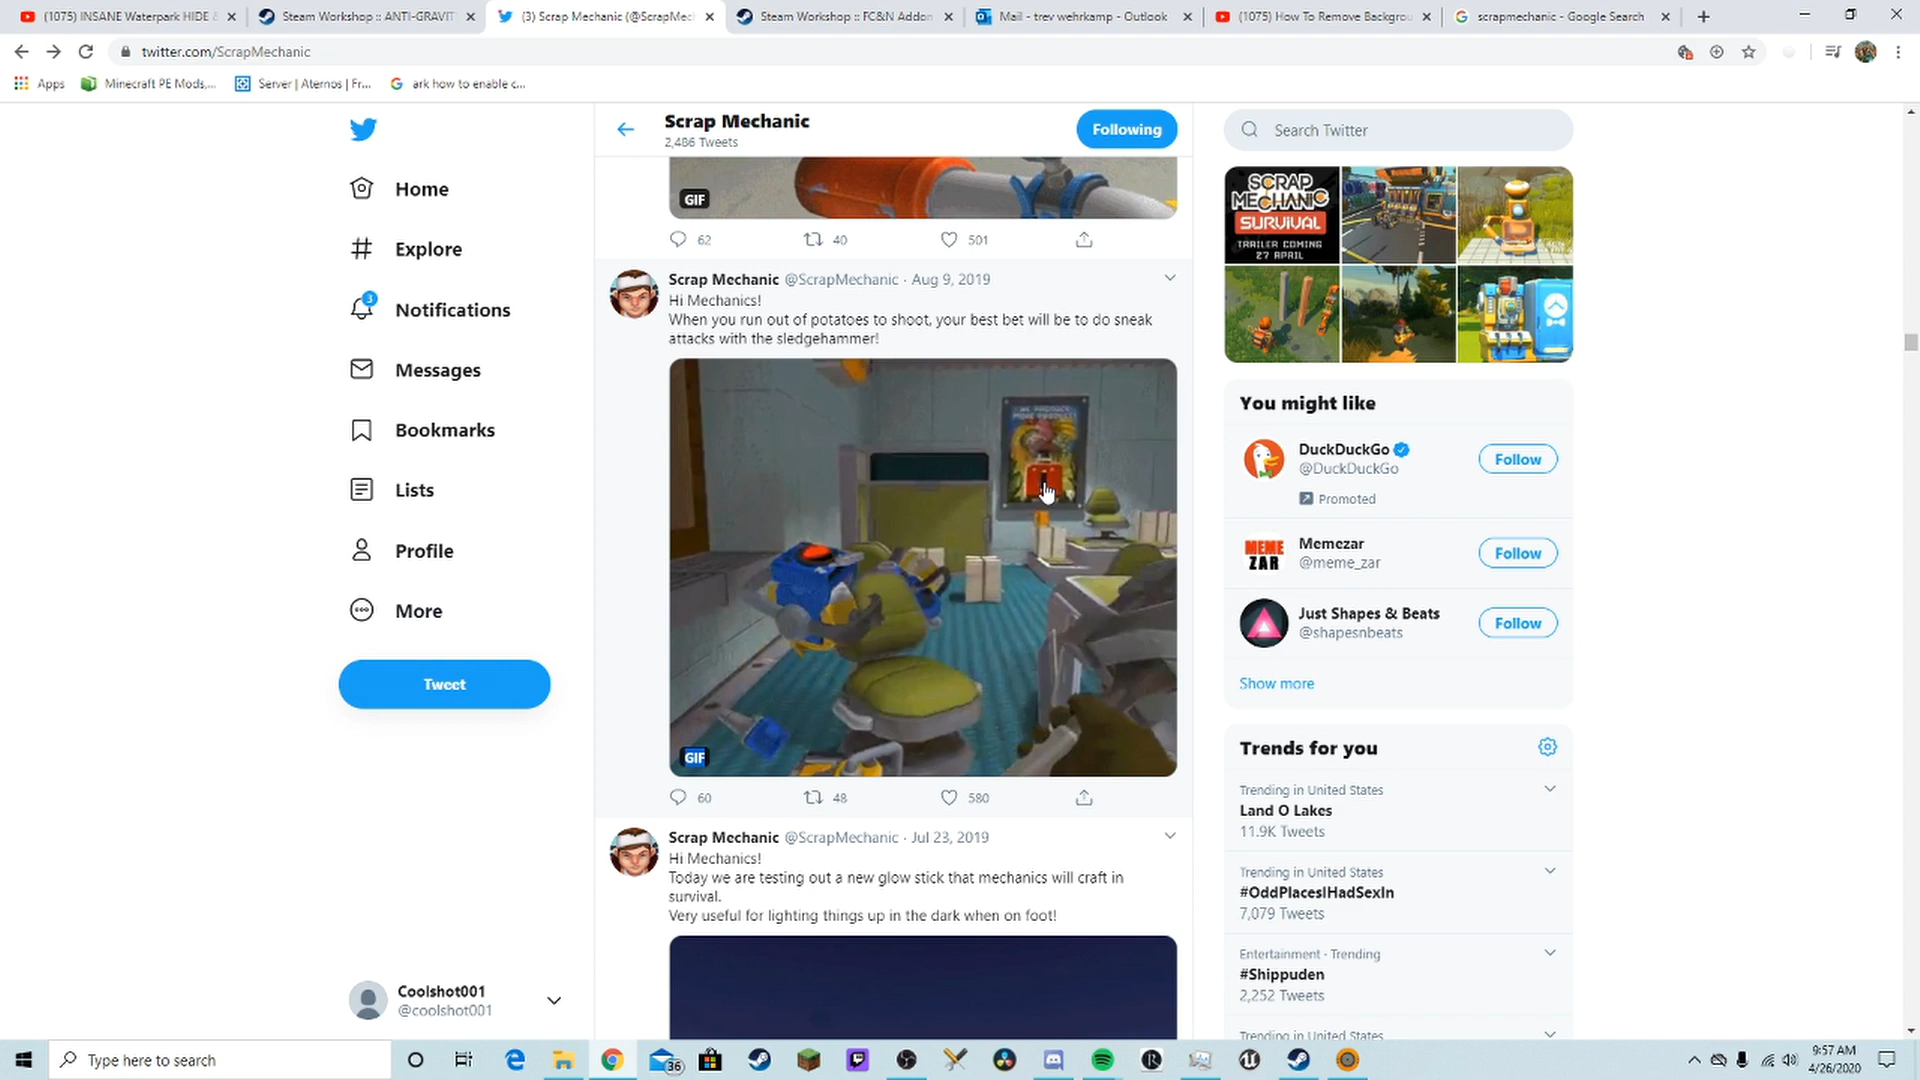 (1075) INSANE Waterpark HIDE &
Steam Workshop :: ANTI-GRAVIT
(3) Scrap Mechanic (@ScrapMec
Steam Workshop :: FC&N Addon
Mail - trev wehrkamp - Outlook
(1075) How To Remove Backgrou
scrapmechanic - Google Search
twitter.com/ScrapMechanic
Apps
Minecraft PE Mods,...
Server | Aternos | Fr...
ark how to enable c...
Home
Explore
3
Notifications
Messages
Bookmarks
Lists
Profile
More
Tweet
Coolshot001
@coolshot001
Scrap Mechanic
2,486 Tweets
Following
GIF
62
40
501
Scrap Mechanic @ScrapMechanic · Aug 9, 2019
Hi Mechanics!
When you run out of potatoes to shoot, your best bet will be to do sneak
attacks with the sledgehammer!
GIF
60
48
580
Scrap Mechanic @ScrapMechanic · Jul 23, 2019
Hi Mechanics!
Today we are testing out a new glow stick that mechanics will craft in
survival.
Very useful for lighting things up in the dark when on foot!
Search Twitter
SCRAP
MECHANIC
SURVIVAL
TRAILER COMING
27 APRIL
You might like
DuckDuckGo
@DuckDuckGo
Promoted
Follow
MEME
ZAR
Memezar
@meme_zar
Follow
Just Shapes & Beats
@shapesnbeats
Follow
Show more
Trends for you
Trending in United States
Land O Lakes
11.9K Tweets
Trending in United States
#OddPlacesIHadSexIn
7,079 Tweets
Entertainment · Trending
#Shippuden
2,252 Tweets
Trending in United States
Type here to search
36
9:57 AM
4/26/2020